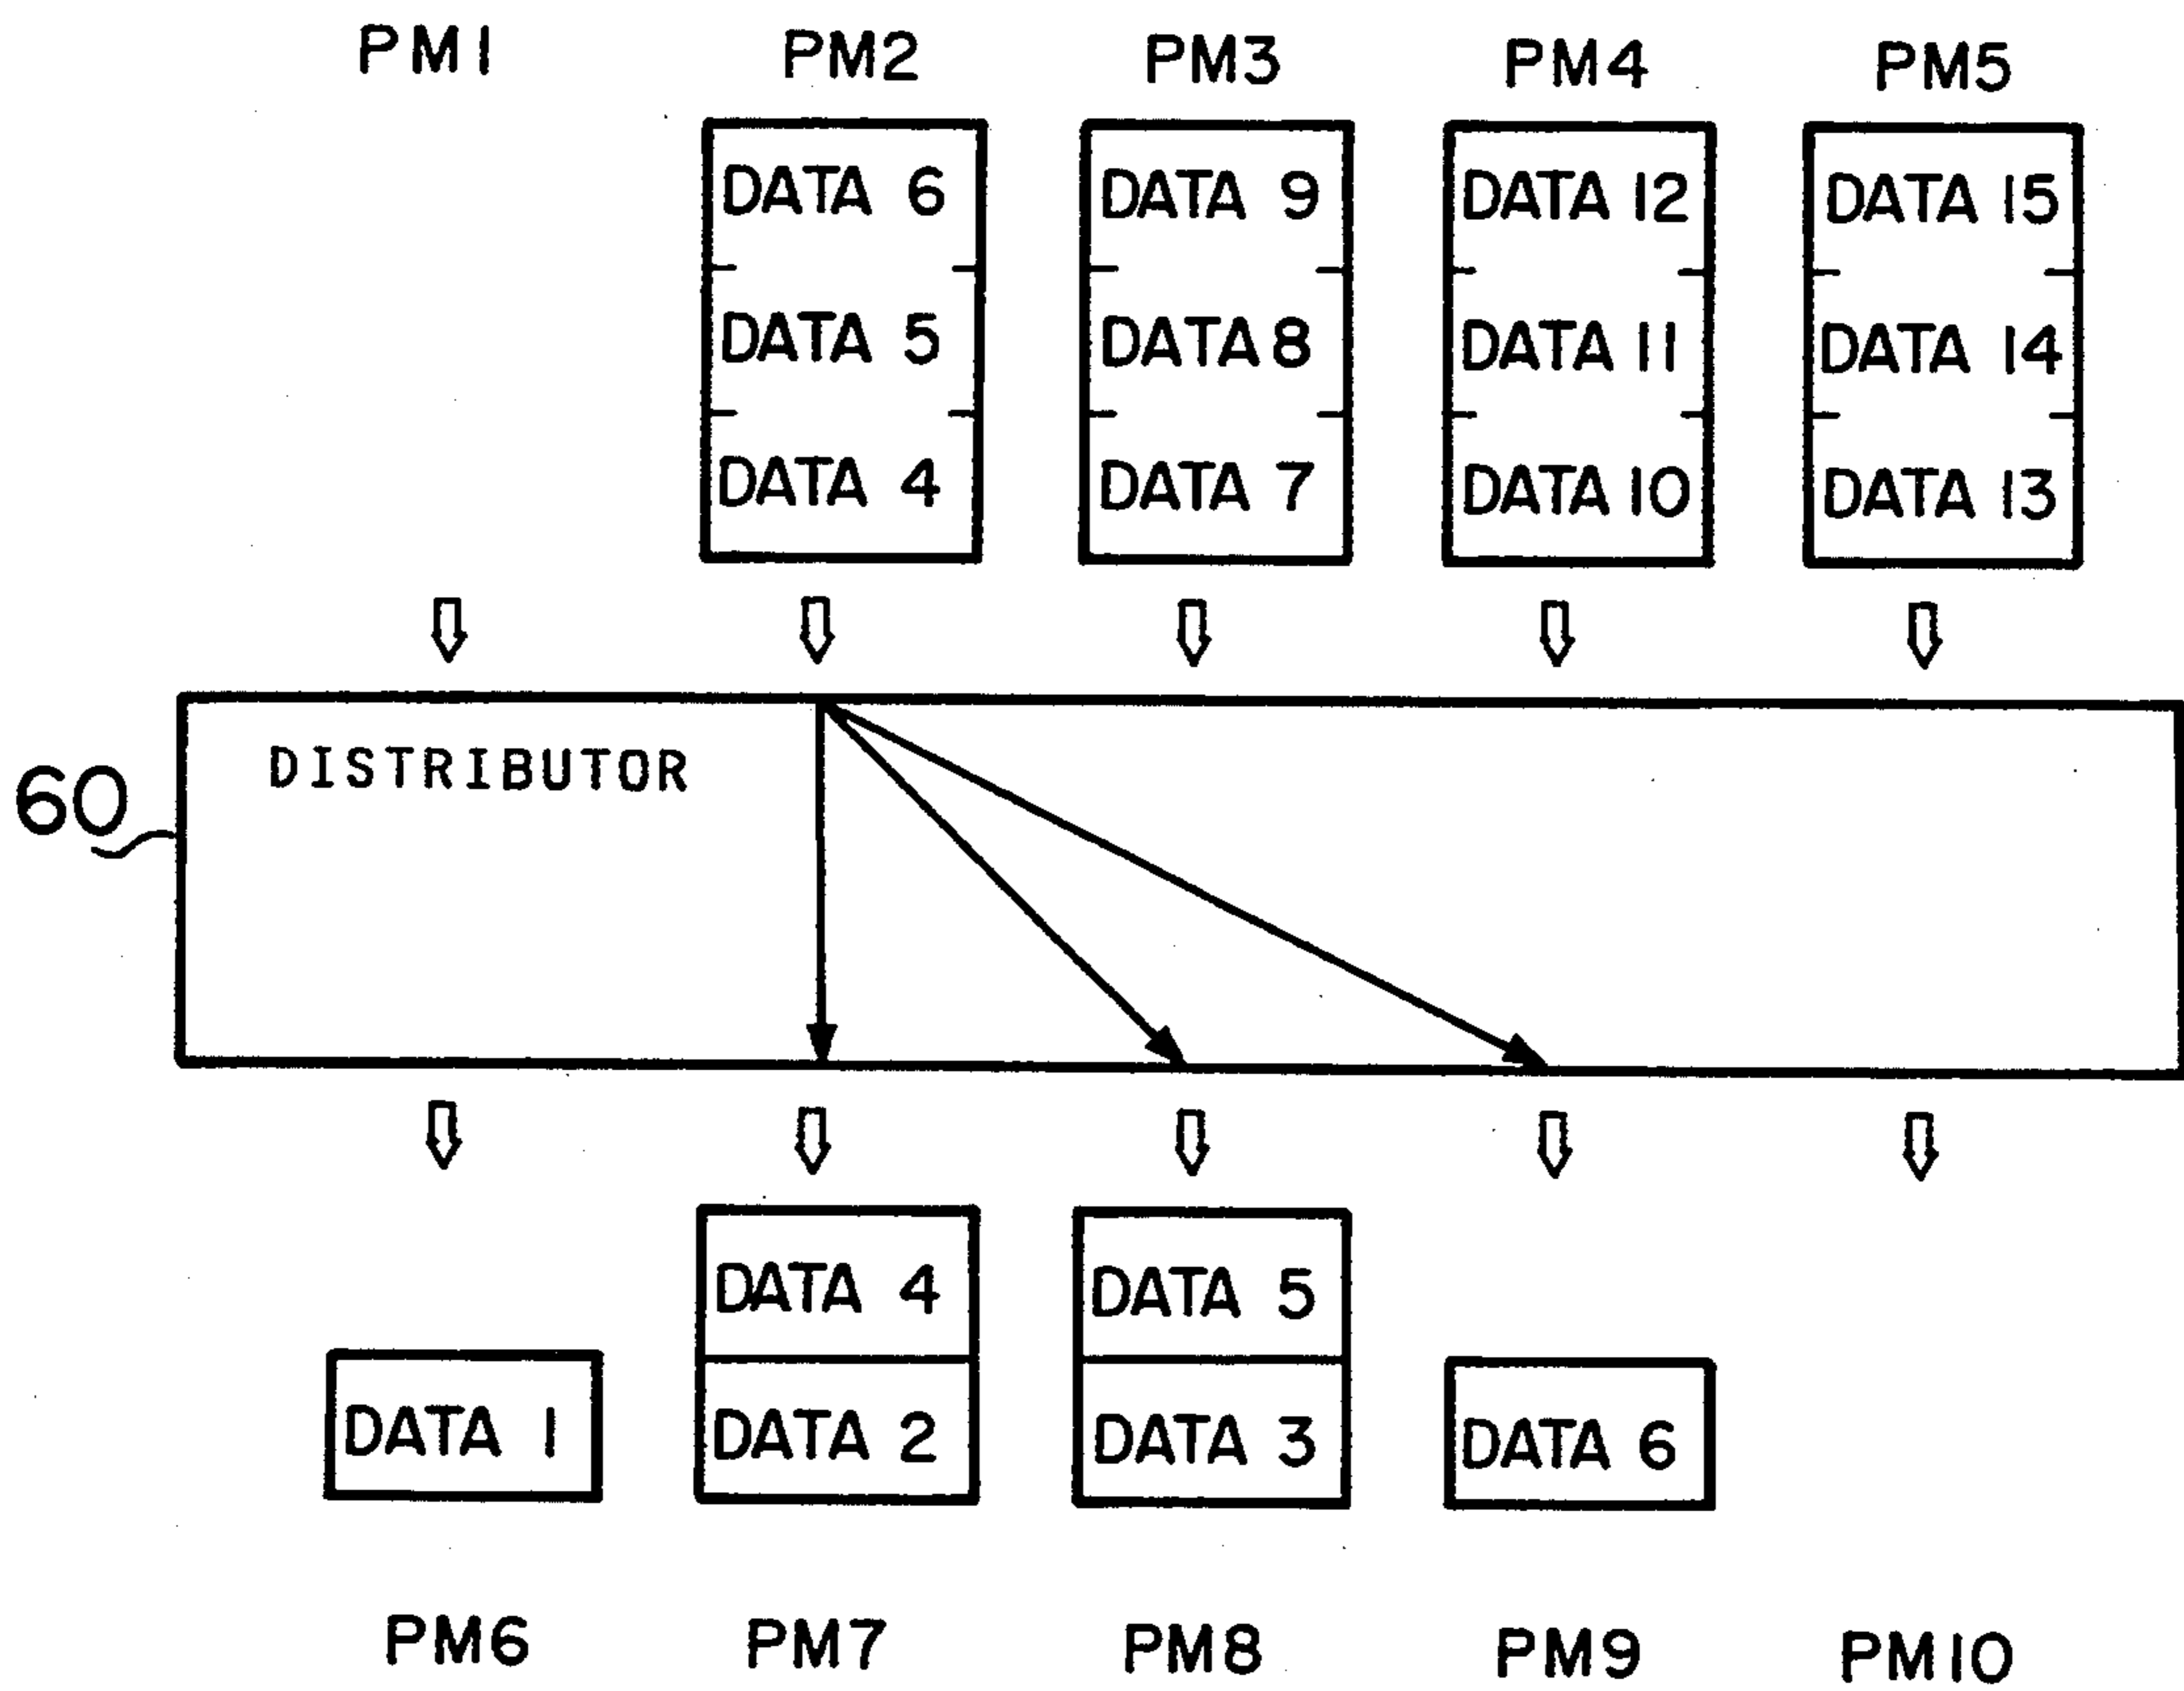 PM1 PM2 PM3 PM4 PM5
DATA 6 DATA 9 DATA 12 DATA 15
DATA 5 DATA 8 DATA 11 DATA 14
DATA 4 DATA 7 DATA 10 DATA 13
DISTRIBUTOR
60
DATA 4 DATA 5
DATA 1 DATA 2 DATA 3 DATA 6
PM6 PM7 PM8 PM9 PM10